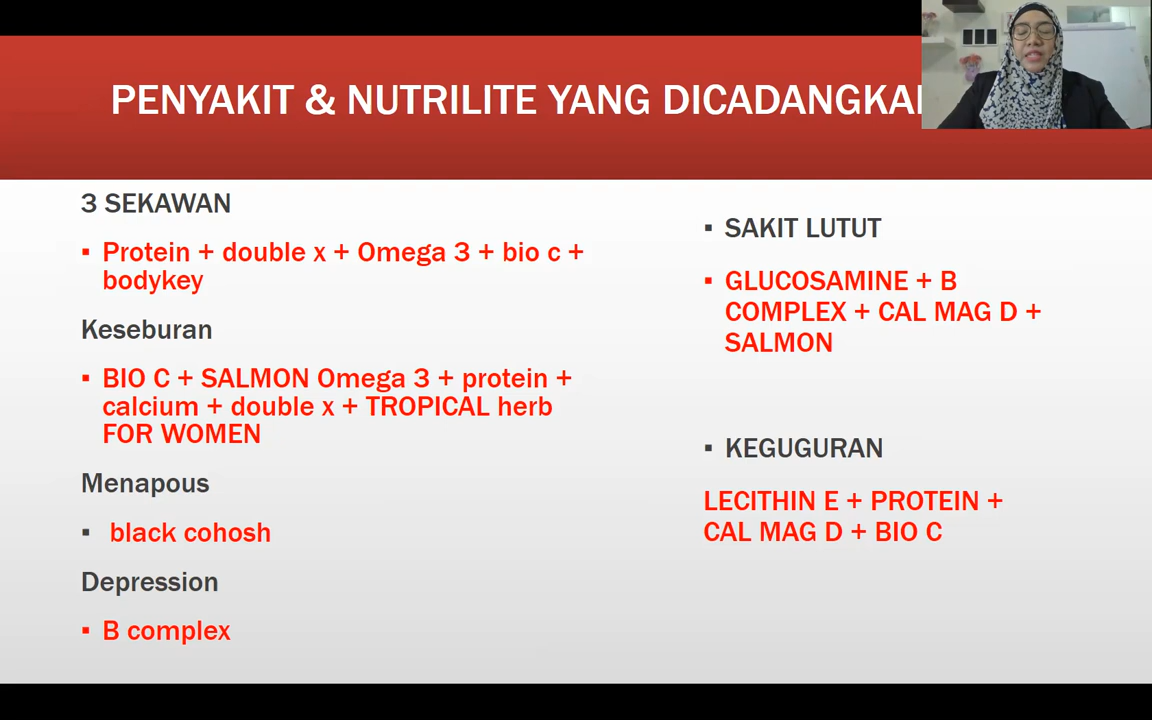 PENYAKIT & NUTRILITE YANG DICADANGKA
3 SEKAWAN
▪ Protein + double x + Omega 3 + bio c +
bodykey
Keseburan
▪ BIO C + SALMON Omega 3 + protein +
calcium + double x + TROPICAL herb
FOR WOMEN
Menapous
▪ black cohosh
Depression
▪ B complex
▪ SAKIT LUTUT
▪ GLUCOSAMINE + B
COMPLEX + CAL MAG D +
SALMON
▪ KEGUGURAN
LECITHIN E + PROTEIN +
CAL MAG D + BIO C